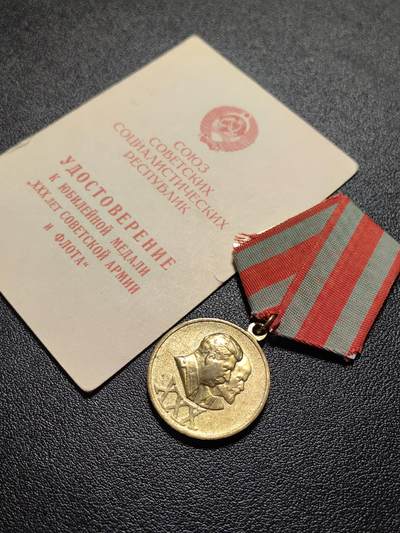 СОЮЗ
СОВЕТСКИХ
СОЦИАЛИСТИЧЕСКИХ
РЕСПУБЛИК
УДОСТОВЕРЕНИЕ
К ЮБИЛЕЙНОЙ МЕДАЛИ
„XXX ЛЕТ СОВЕТСКОЙ АРМИИ
И ФЛОТА“
XXX